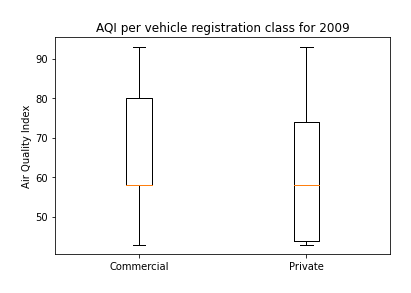 AQI per vehicle registration class for 2009
Air Quality Index
90
80
70
60
50
Commercial
Private